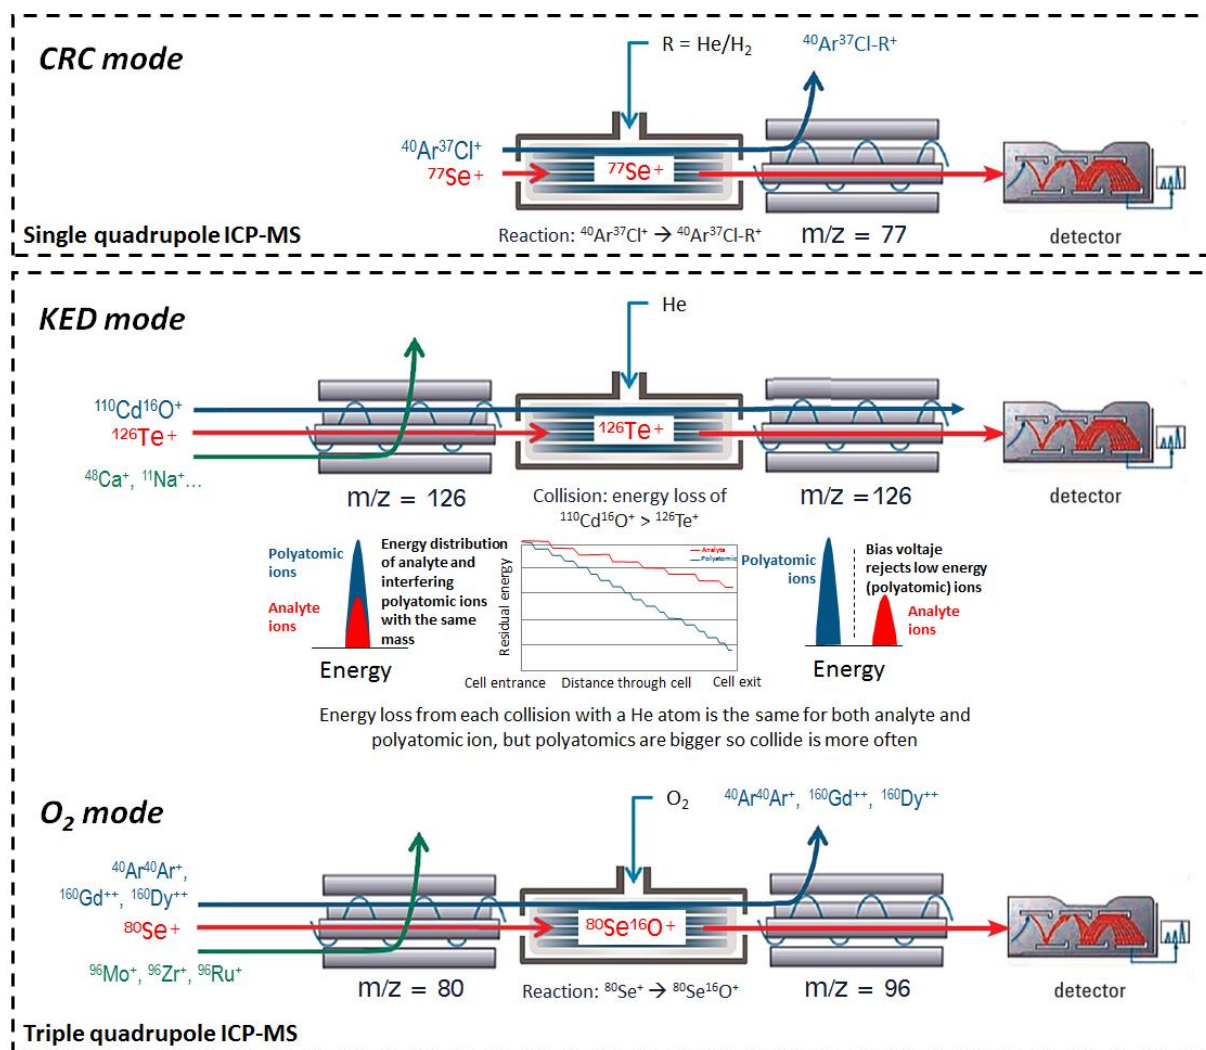 CRC mode
R = He/H₂
⁴⁰Ar³⁷Cl-R⁺
⁴⁰Ar³⁷Cl⁺
⁷⁷Se+
⁷⁷Se+
Single quadrupole ICP-MS
Reaction: ⁴⁰Ar³⁷Cl⁺ → ⁴⁰Ar³⁷Cl-R⁺
m/z = 77
detector
KED mode
He
¹¹⁰Cd¹⁶O⁺
¹²⁶Te+
¹²⁶Te+
⁴⁸Ca⁺, ¹¹Na⁺...
m/z = 126
Collision: energy loss of
¹¹⁰Cd¹⁶O⁺ > ¹²⁶Te⁺
m/z =126
detector
Polyatomic
ions
Analyte
ions
Energy
Energy distribution
of analyte and
interfering
polyatomic ions
with the same
mass
Residual energy
Analyte
Polyatomic
Cell entrance
Distance through cell
Cell exit
Polyatomic
ions
Bias voltaje
rejects low energy
(polyatomic) ions
Analyte
ions
Energy
Energy loss from each collision with a He atom is the same for both analyte and
polyatomic ion, but polyatomics are bigger so collide is more often
O₂ mode
O₂
⁴⁰Ar⁴⁰Ar⁺, ¹⁶⁰Gd⁺⁺, ¹⁶⁰Dy⁺⁺
⁴⁰Ar⁴⁰Ar⁺,
¹⁶⁰Gd⁺⁺, ¹⁶⁰Dy⁺⁺
⁸⁰Se+
⁸⁰Se¹⁶O+
⁹⁶Mo⁺, ⁹⁶Zr⁺, ⁹⁶Ru⁺
m/z = 80
Reaction: ⁸⁰Se⁺ → ⁸⁰Se¹⁶O⁺
m/z = 96
detector
Triple quadrupole ICP-MS